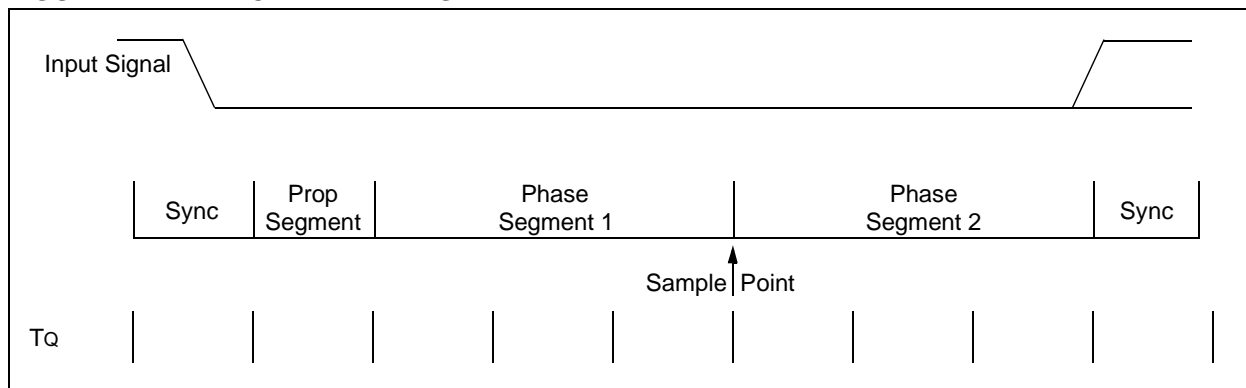 Input Signal
Sync
Prop
Segment
Phase
Segment 1
Phase
Segment 2
Sync
Sample Point
TQ